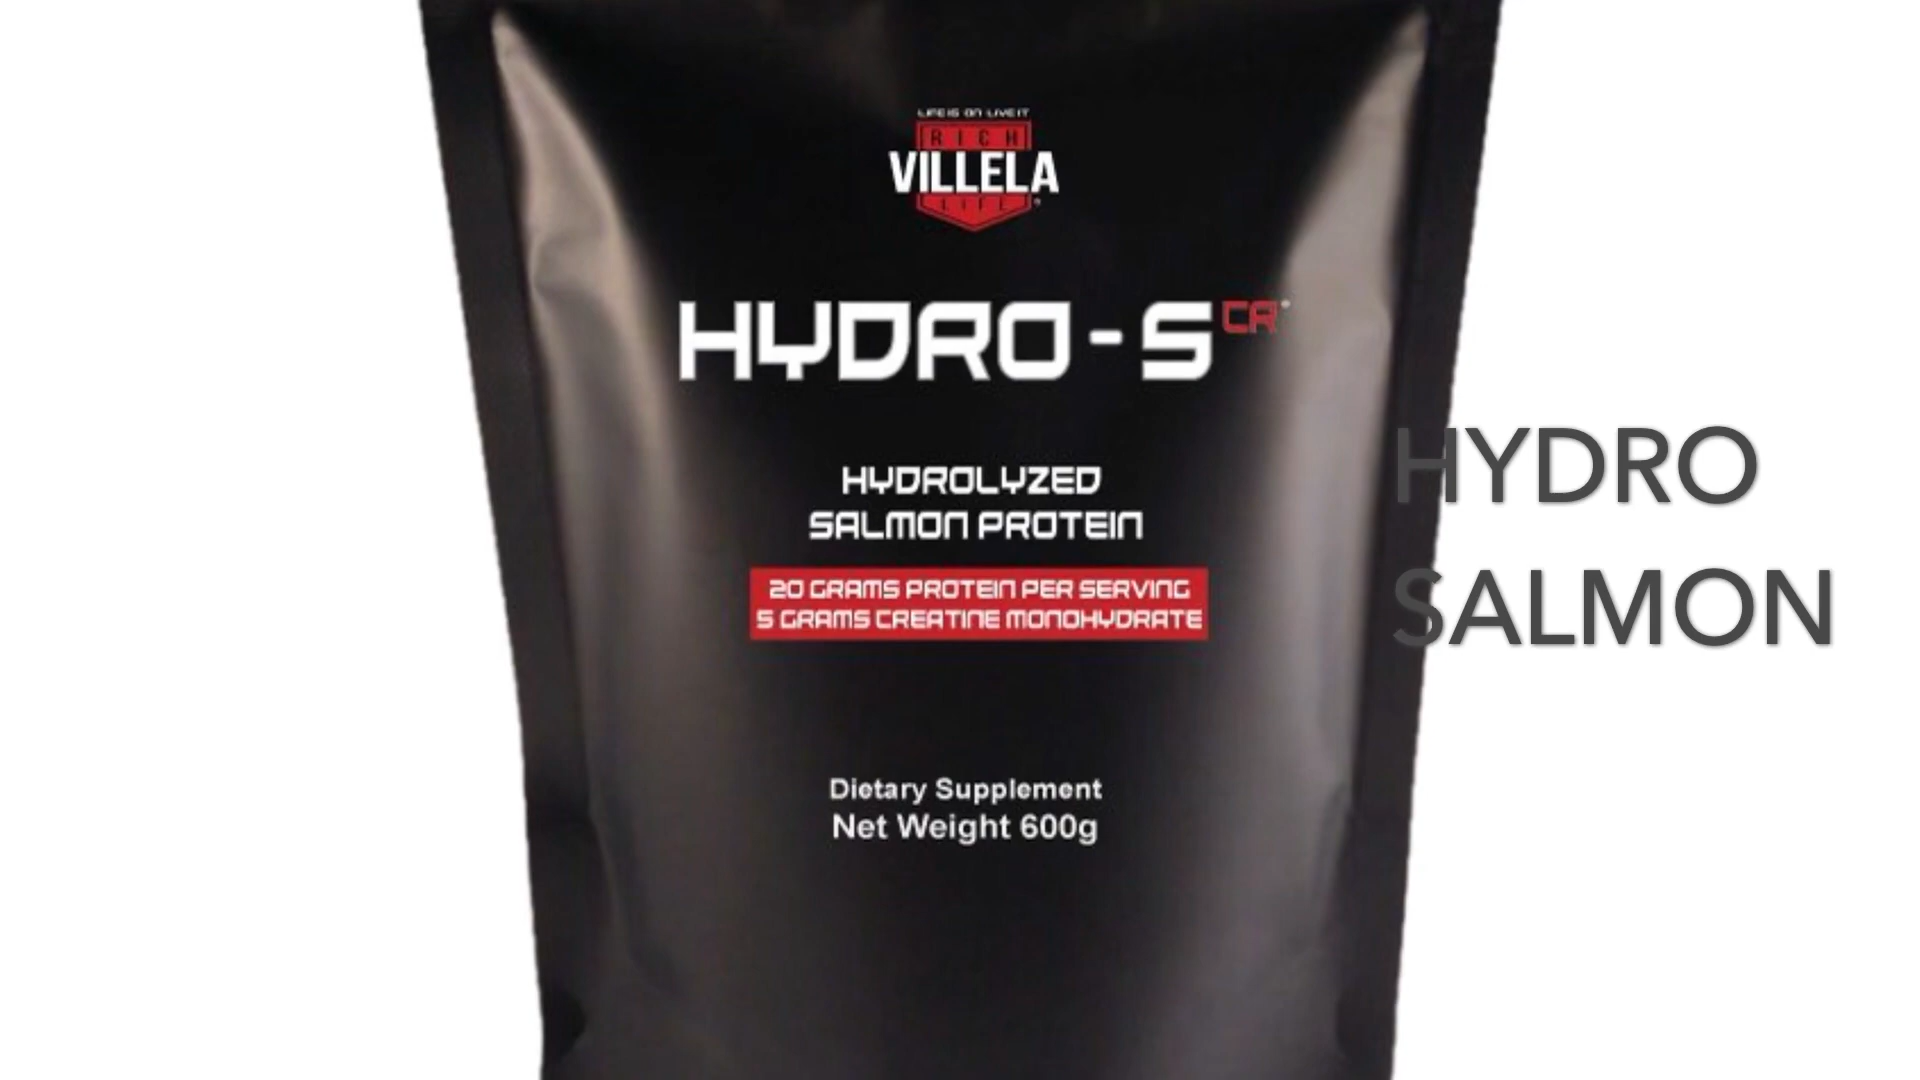 LIFE IS ON LIVE IT
RICH
VILLELA
LIFE
HYDRO-S CR
HYDROLYZED
SALMON PROTEIN
20 GRAMS PROTEIN PER SERVING
5 GRAMS CREATINE MONOHYDRATE
Dietary Supplement
Net Weight 600g
HYDRO
SALMON